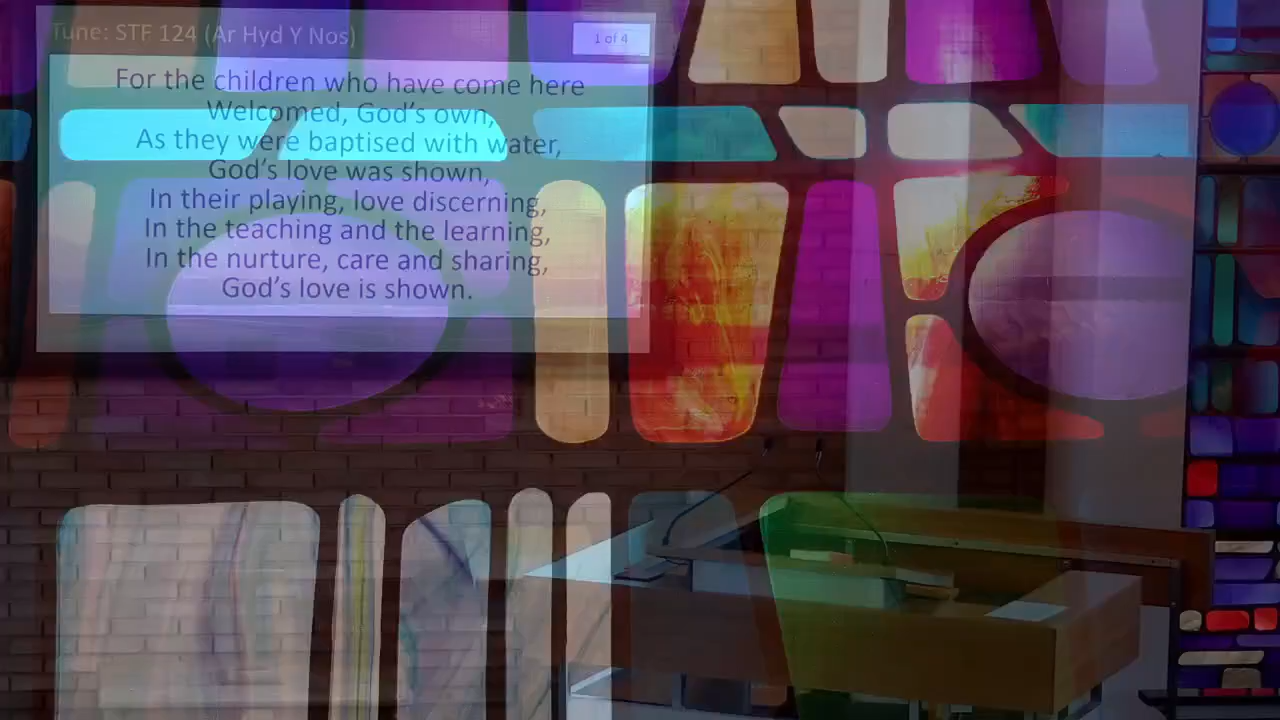 Tune: STF 124 (Ar Hyd Y Nos)
1 of 4
For the children who have come here
Welcomed, God's own,
As they were baptised with water,
God's love was shown,
In their playing, love discerning,
In the teaching and the learning,
In the nurture, care and sharing,
God's love is shown.